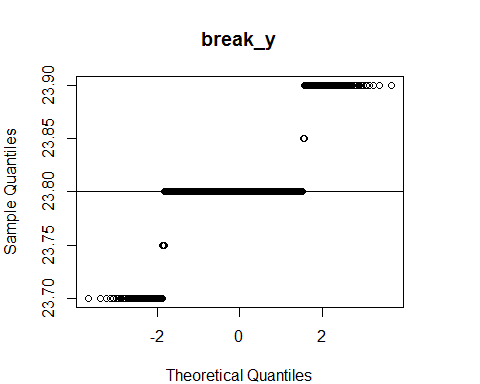 break_y
Sample Quantiles
23.90
23.85
23.80
23.75
23.70
-2 0 2
Theoretical Quantiles